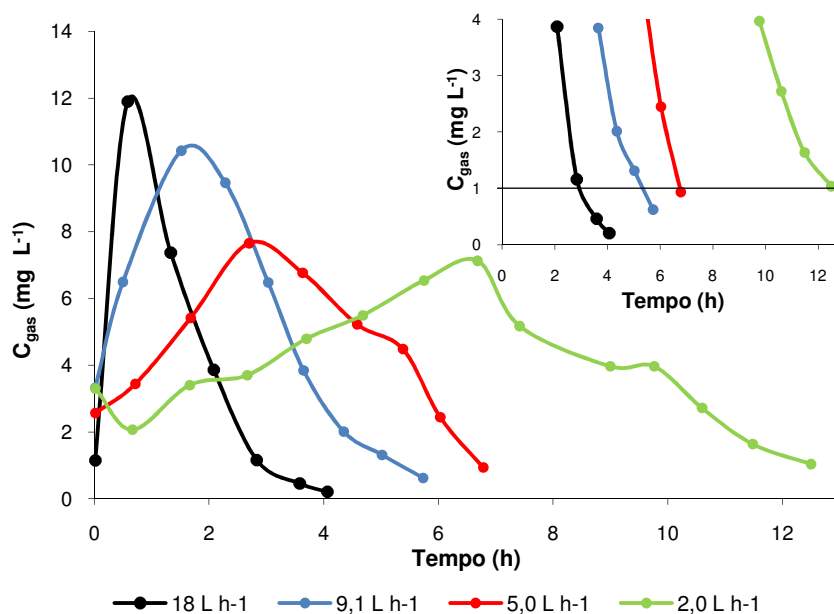 14
12
10
8
6
4
2
0
C_gas (mg L⁻¹)
0 2 4 6 8 10 12
Tempo (h)
4
3
2
1
0
C_gas (mg L⁻¹)
0 2 4 6 8 10 12
Tempo (h)
18 L h-1 9,1 L h-1 5,0 L h-1 2,0 L h-1